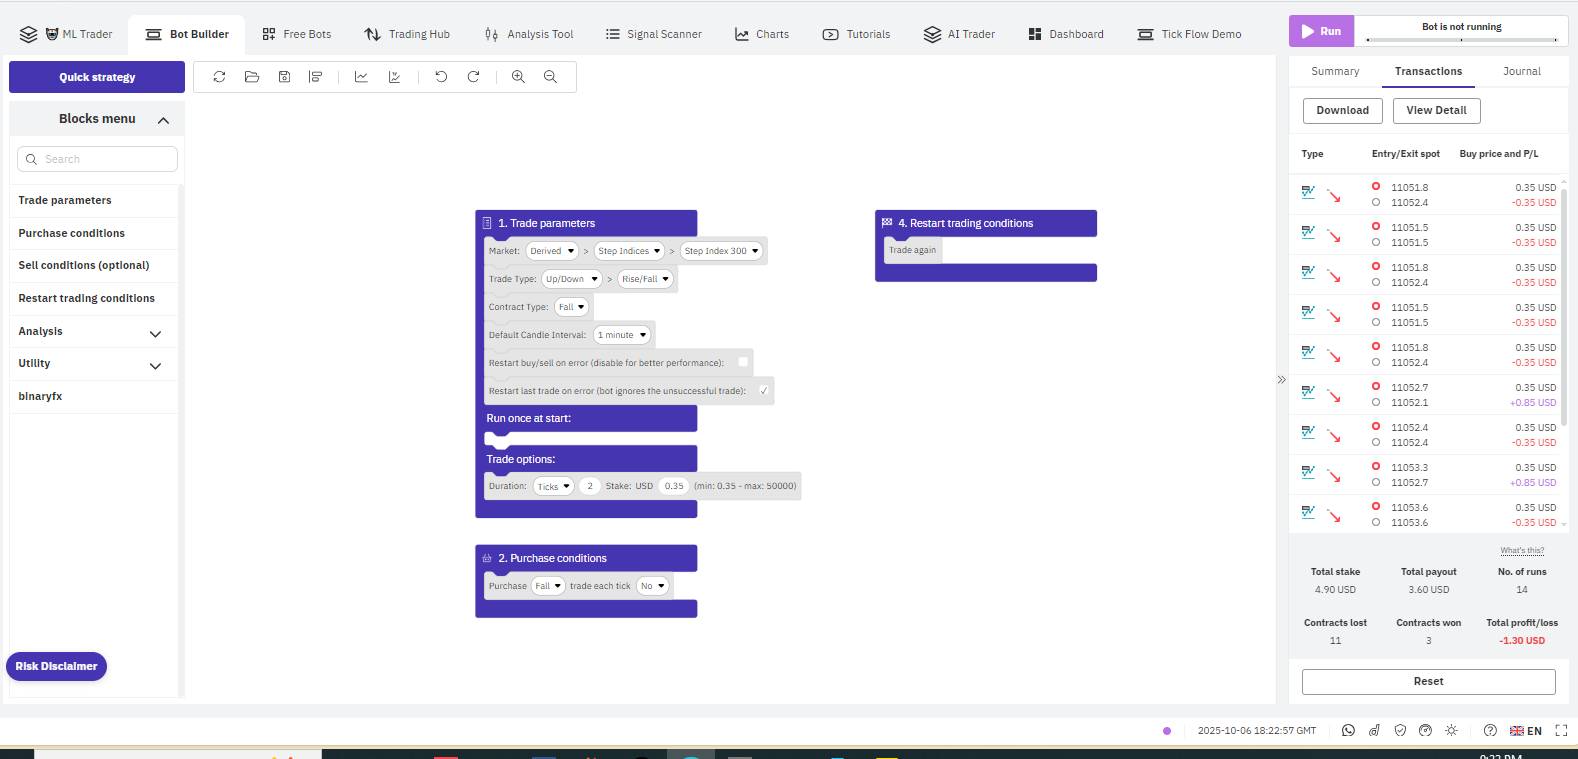 ML Trader
Bot Builder
Free Bots
Trading Hub
Analysis Tool
Signal Scanner
Charts
Tutorials
AI Trader
Dashboard
Tick Flow Demo
Run
Bot is not running
Quick strategy
Blocks menu
Search
Trade parameters
Purchase conditions
Sell conditions (optional)
Restart trading conditions
Analysis
Utility
binaryfx
Risk Disclaimer
1. Trade parameters
Market: Derived > Step Indices > Step Index 300
Trade Type: Up/Down > Rise/Fall
Contract Type: Fall
Default Candle Interval: 1 minute
Restart buy/sell on error (disable for better performance):
Restart last trade on error (bot ignores the unsuccessful trade): ✓
Run once at start:
Trade options:
Duration: Ticks 2 Stake: USD 0.35 (min: 0.35 - max: 50000)
2. Purchase conditions
Purchase Fall trade each tick No
4. Restart trading conditions
Trade again
Summary Transactions Journal
Download View Detail
Type Entry/Exit spot Buy price and P/L
11051.8 0.35 USD
11052.4 -0.35 USD
11051.5 0.35 USD
11051.5 -0.35 USD
11051.8 0.35 USD
11052.4 -0.35 USD
11051.5 0.35 USD
11051.5 -0.35 USD
11051.8 0.35 USD
11052.4 -0.35 USD
11052.7 0.35 USD
11052.1 +0.85 USD
11052.4 0.35 USD
11052.4 -0.35 USD
11053.3 0.35 USD
11052.7 +0.85 USD
11053.6 0.35 USD
11053.6 -0.35 USD
What's this?
Total stake Total payout No. of runs
4.90 USD 3.60 USD 14
Contracts lost Contracts won Total profit/loss
11 3 -1.30 USD
Reset
2025-10-06 18:22:57 GMT
EN